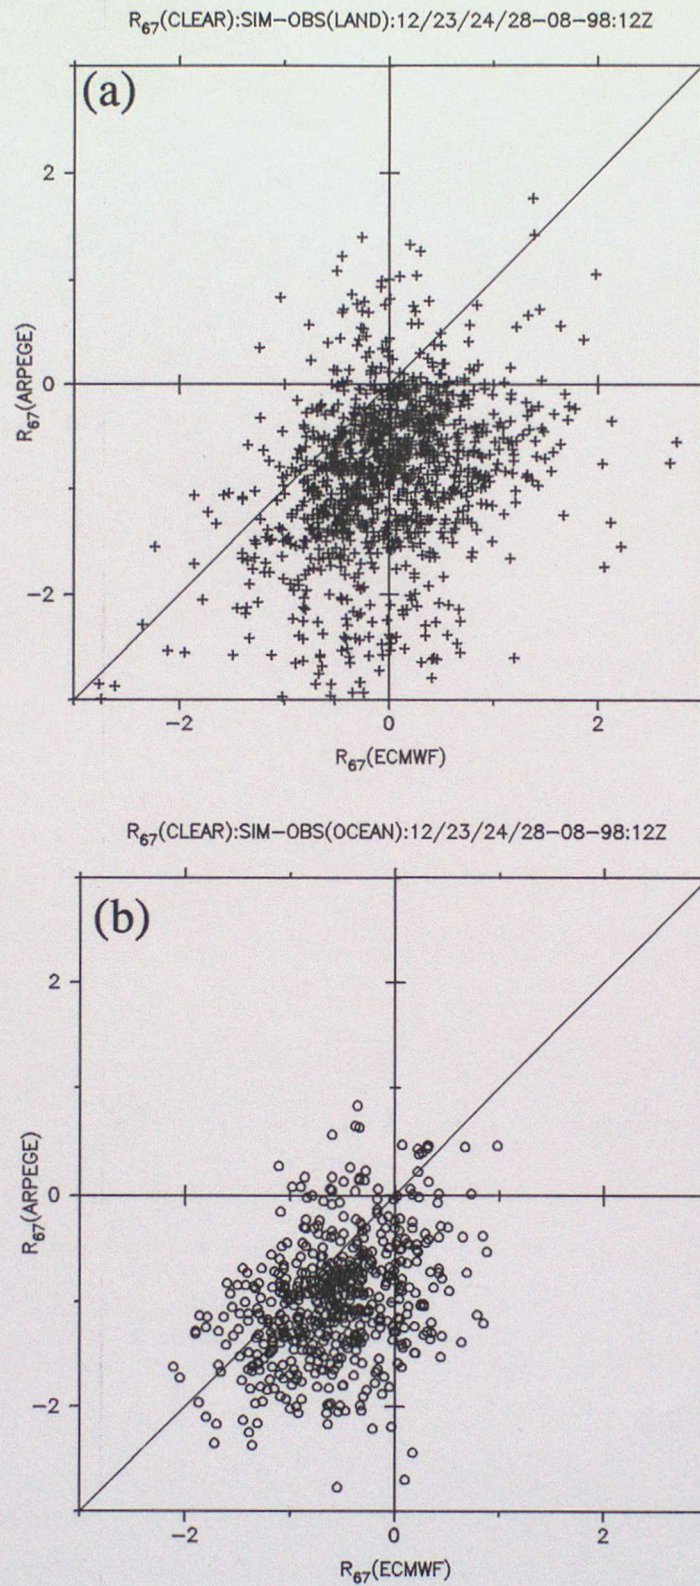 R67(CLEAR):SIM−OBS(LAND):12/23/24/28−08−98:12Z
(a)
2
R67(ARPEGE)
0
−2
−2 0 2
R67(ECMWF)
R67(CLEAR):SIM−OBS(OCEAN):12/23/24/28−08−98:12Z
(b)
2
R67(ARPEGE)
0
−2
−2 0 2
R67(ECMWF)